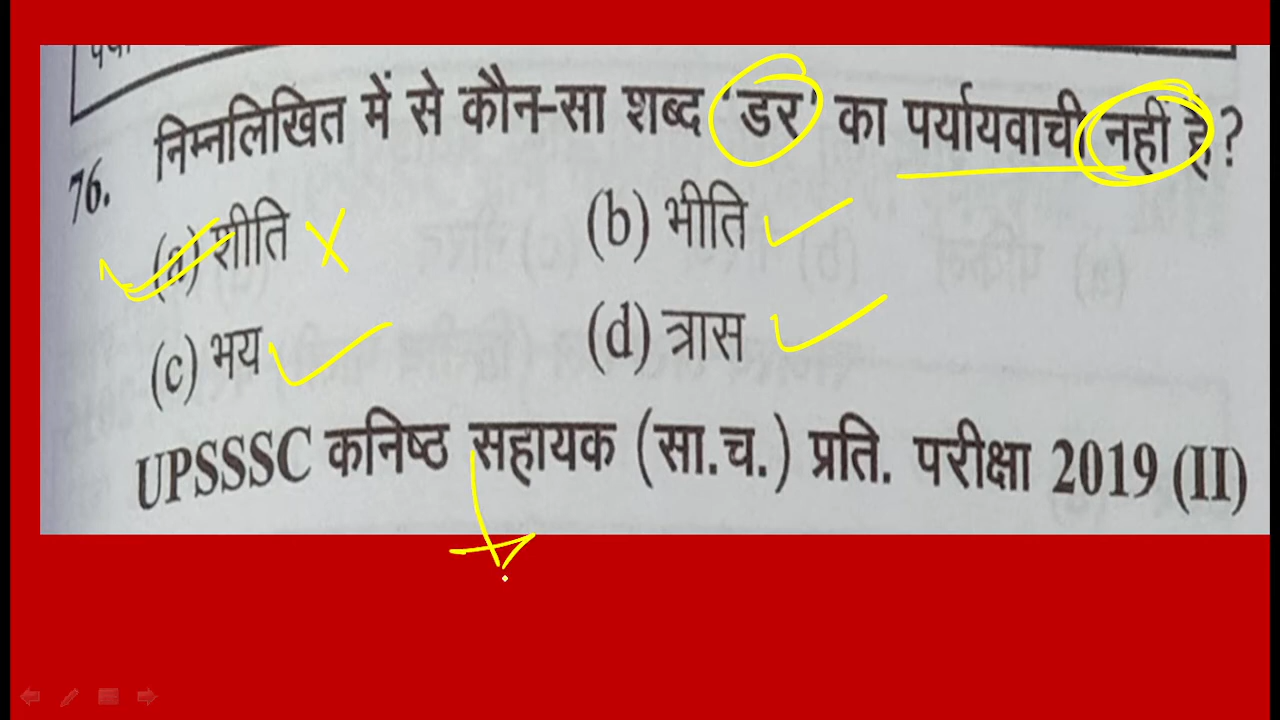 76. निम्नलिखित में से कौन-सा शब्द 'डर' का पर्यायवाची नहीं है?
(a) शीति (b) भीति
(c) भय (d) त्रास
UPSSSC कनिष्ठ सहायक (सा.च.) प्रति. परीक्षा 2019 (II)